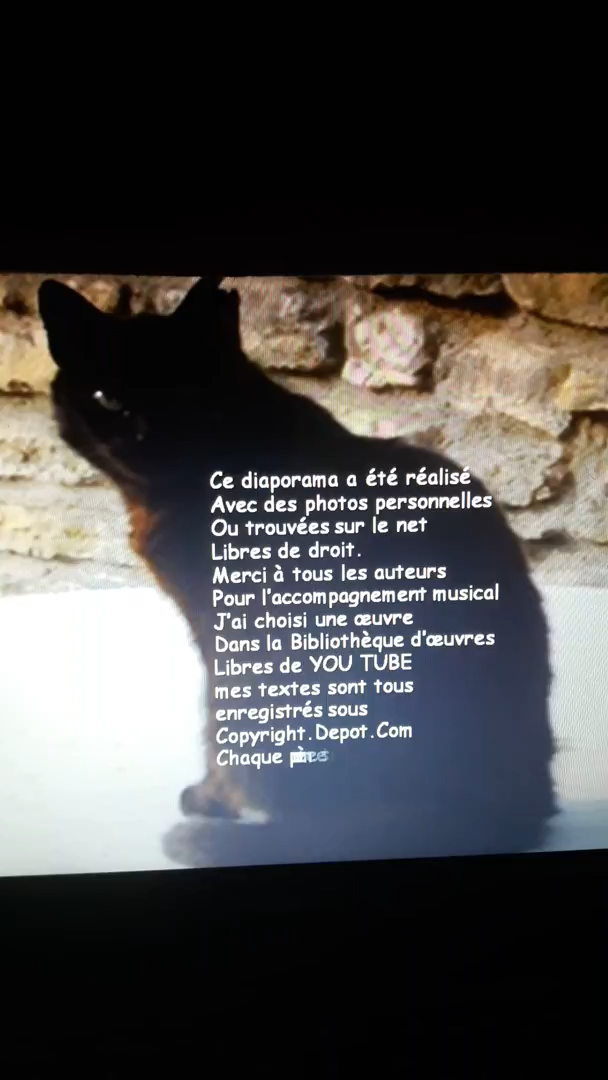 Ce diaporama a été réalisé
Avec des photos personnelles
Ou trouvées sur le net
Libres de droit.
Merci à tous les auteurs
Pour l'accompagnement musical
J'ai choisi une œuvre
Dans la Bibliothèque d'œuvres
Libres de YOU TUBE
mes textes sont tous
enregistrés sous
Copyright.Depot.Com
Chaque